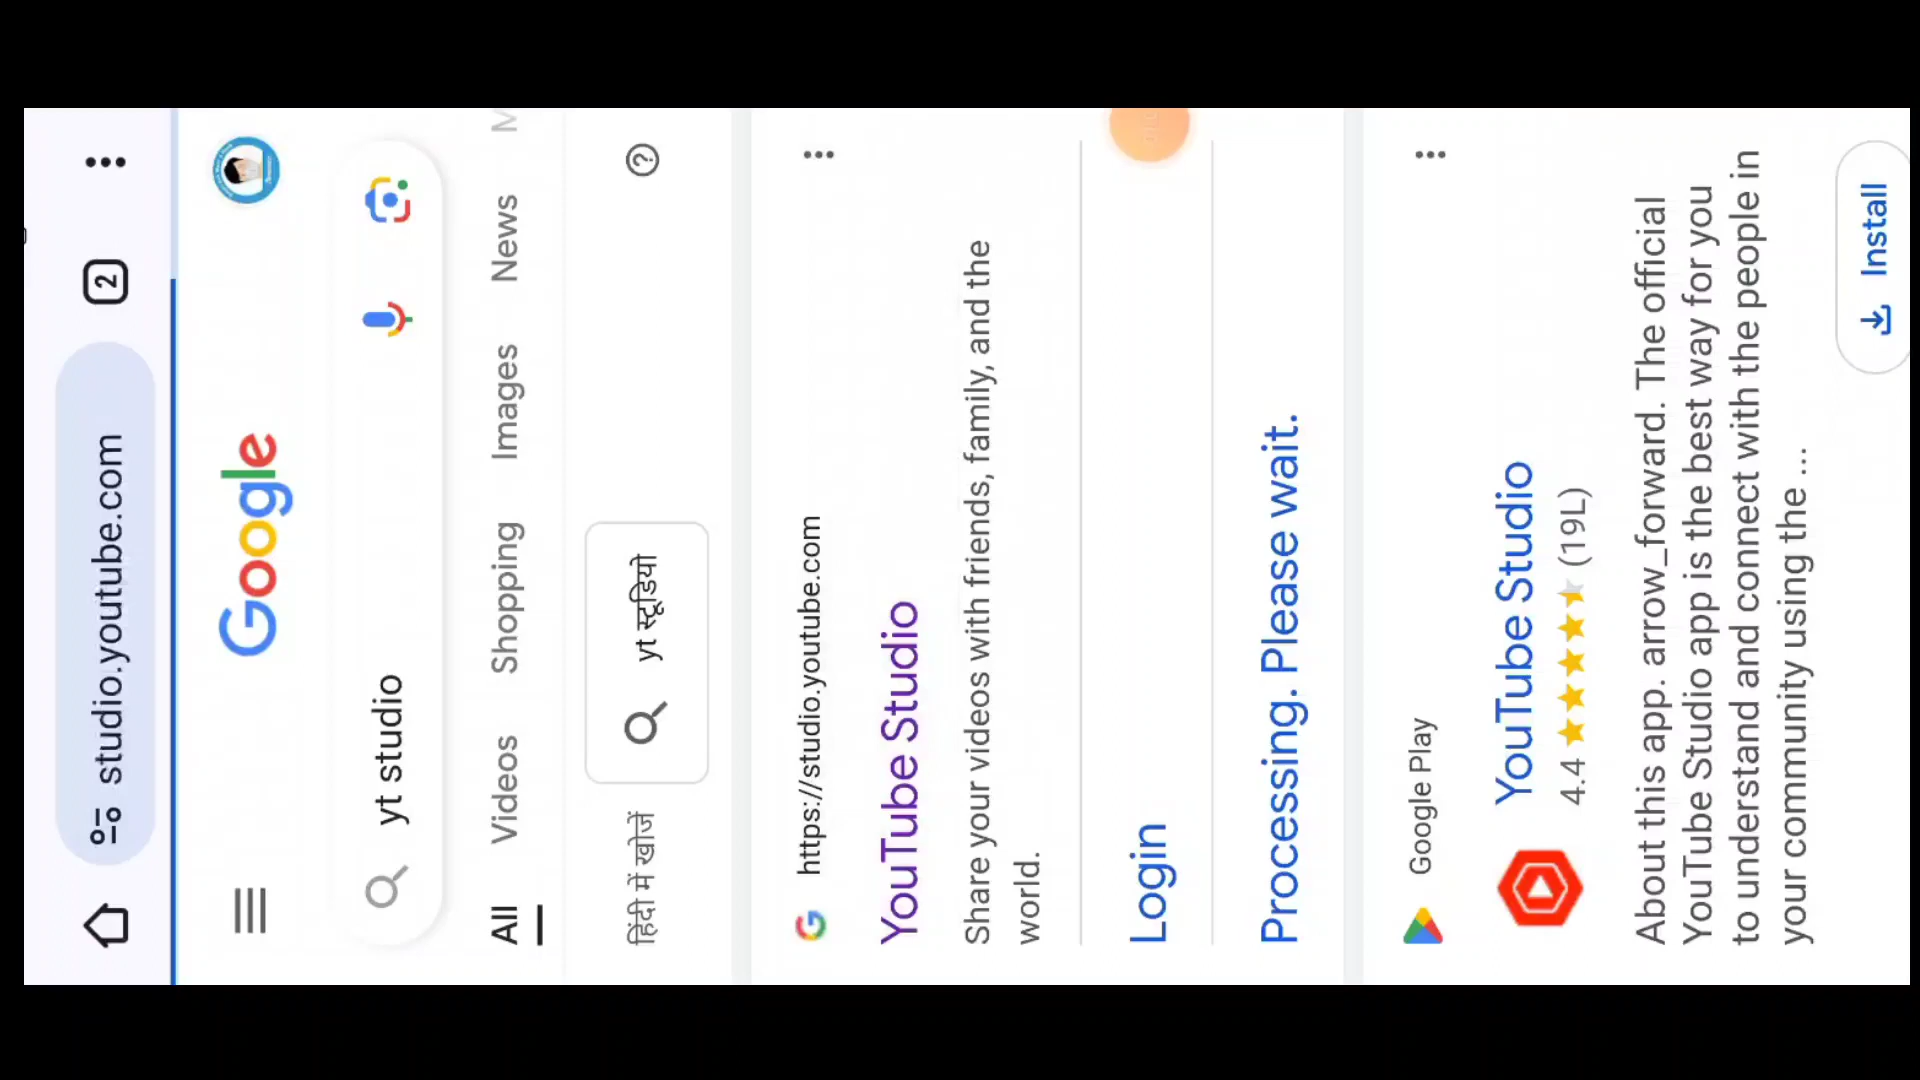 studio.youtube.com
2
Google
yt studio
All Videos Shopping Images News M
हिंदी में खोजें yt स्टूडियो
https://studio.youtube.com
YouTube Studio
Share your videos with friends, family, and the
world.
Login
Processing. Please wait.
Google Play
YouTube Studio
4.4 (19L)
About this app. arrow_forward. The official
YouTube Studio app is the best way for you
to understand and connect with the people in
your community using the ...
Install